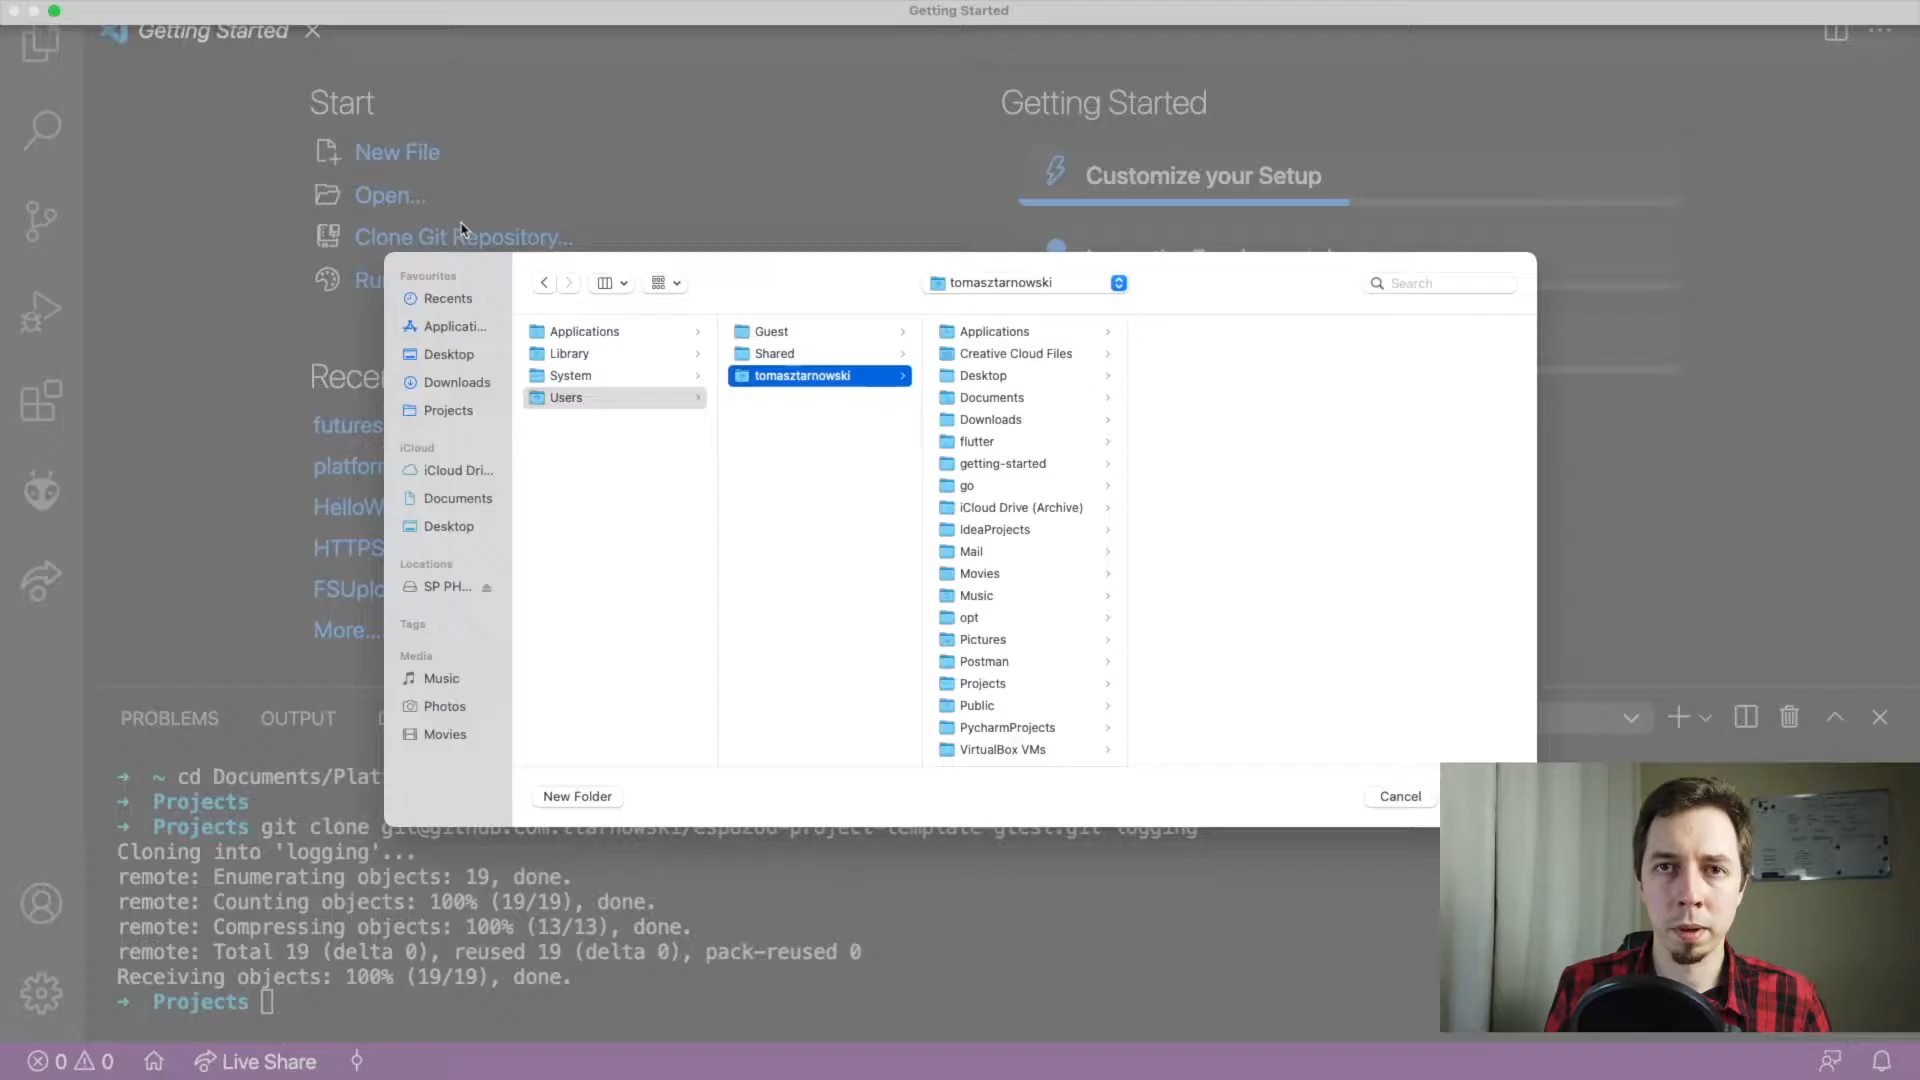 Getting Started
Getting Started
Start
New File
Open...
Clone Git Repository...
Getting Started
Customize your Setup
Favourites
Recents
Applicati...
Desktop
Downloads
Projects
iCloud
iCloud Dri...
Documents
Desktop
Locations
SP PH...
Tags
Media
Music
Photos
Movies
tomasztarnowski
Search
Applications
Library
System
Users
Guest
Shared
tomasztarnowski
Applications
Creative Cloud Files
Desktop
Documents
Downloads
flutter
getting-started
go
iCloud Drive (Archive)
IdeaProjects
Mail
Movies
Music
opt
Pictures
Postman
Projects
Public
PycharmProjects
VirtualBox VMs
New Folder
Cancel
futures
platform
HelloW
HTTPS
FSUplo
More...
PROBLEMS
OUTPUT
➜ ~ cd Documents/Plat
➜ Projects
➜ Projects git clone
Cloning into 'logging'...
remote: Enumerating objects: 19, done.
remote: Counting objects: 100% (19/19), done.
remote: Compressing objects: 100% (13/13), done.
remote: Total 19 (delta 0), reused 19 (delta 0), pack-reused 0
Receiving objects: 100% (19/19), done.
➜ Projects
0 0
Live Share